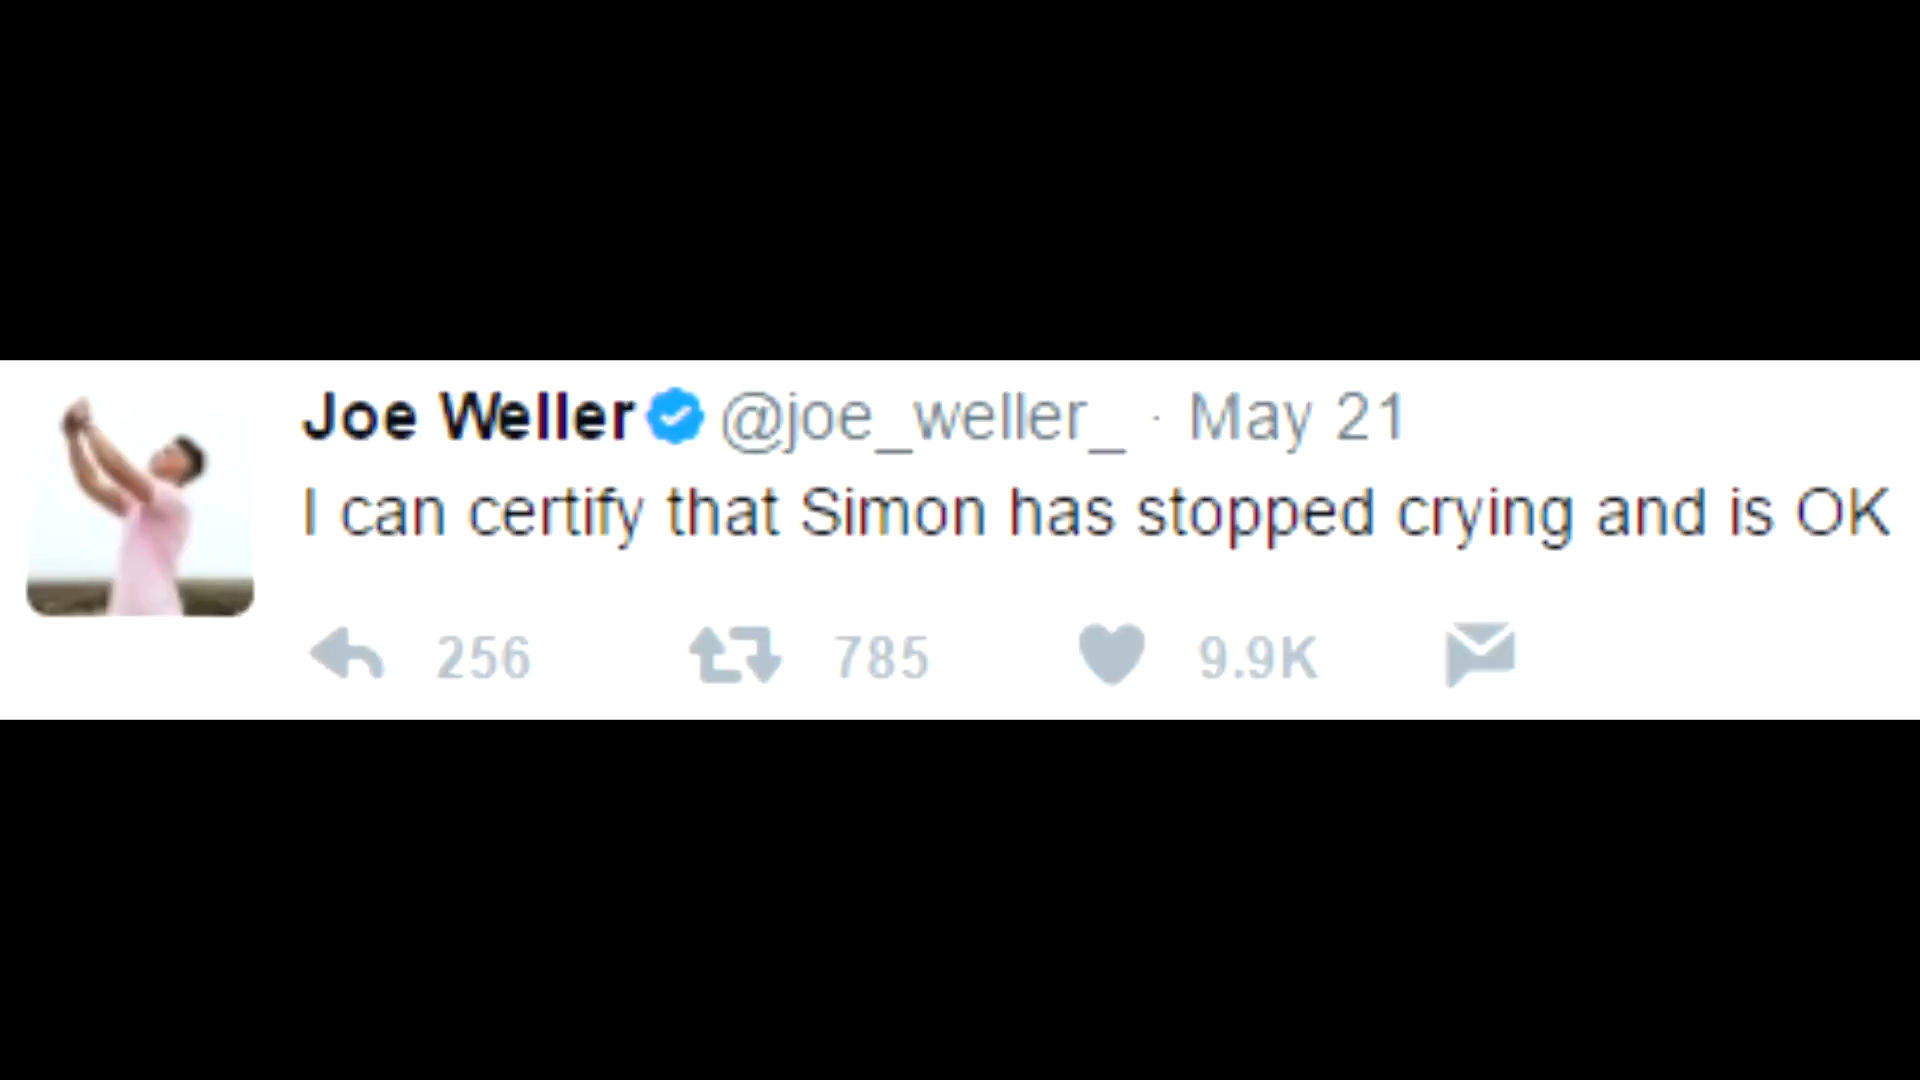 Joe Weller @joe_weller_ · May 21
I can certify that Simon has stopped crying and is OK
256 785 9.9K